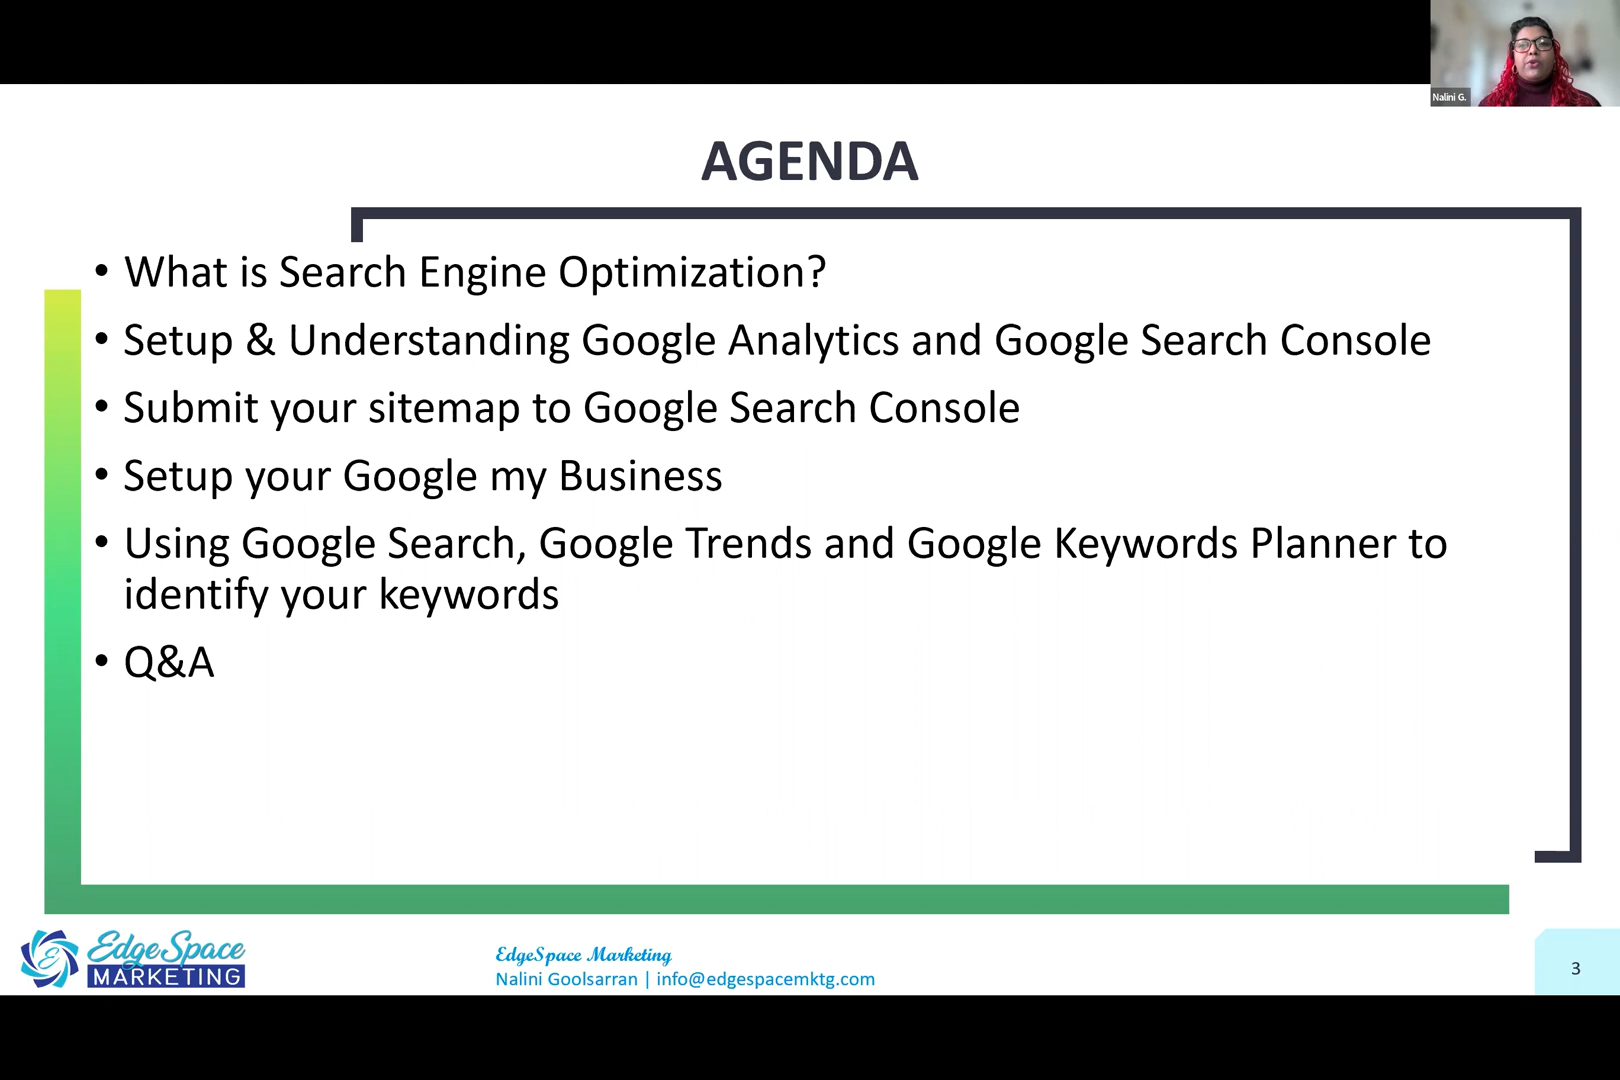 Nalini G.
AGENDA
• What is Search Engine Optimization?
• Setup & Understanding Google Analytics and Google Search Console
• Submit your sitemap to Google Search Console
• Setup your Google my Business
• Using Google Search, Google Trends and Google Keywords Planner to
identify your keywords
• Q&A
E
EdgeSpace
MARKETING
EdgeSpace Marketing
Nalini Goolsarran | info@edgespacemktg.com
3